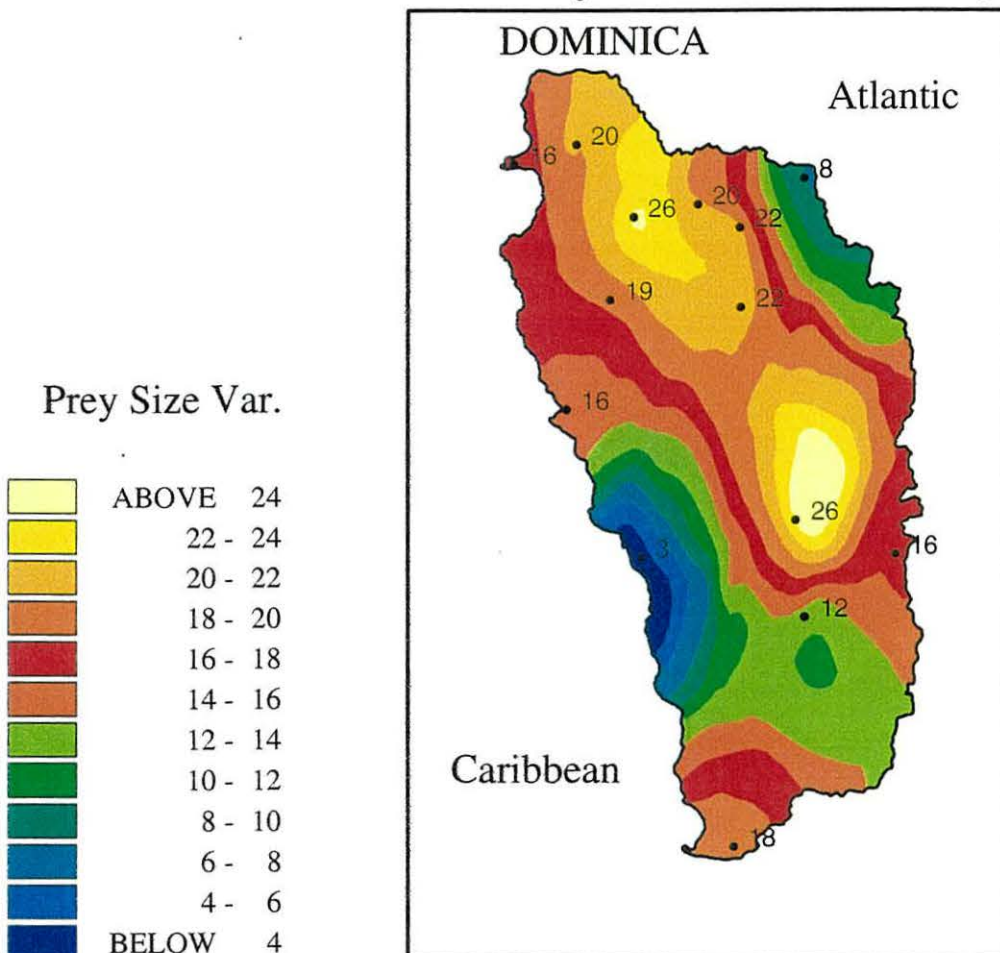 DOMINICA
Atlantic
20
16
8
26
20
22
19
22
16
26
3
16
12
Caribbean
18
Prey Size Var.
ABOVE 24
22 - 24
20 - 22
18 - 20
16 - 18
14 - 16
12 - 14
10 - 12
8 - 10
6 - 8
4 - 6
BELOW 4